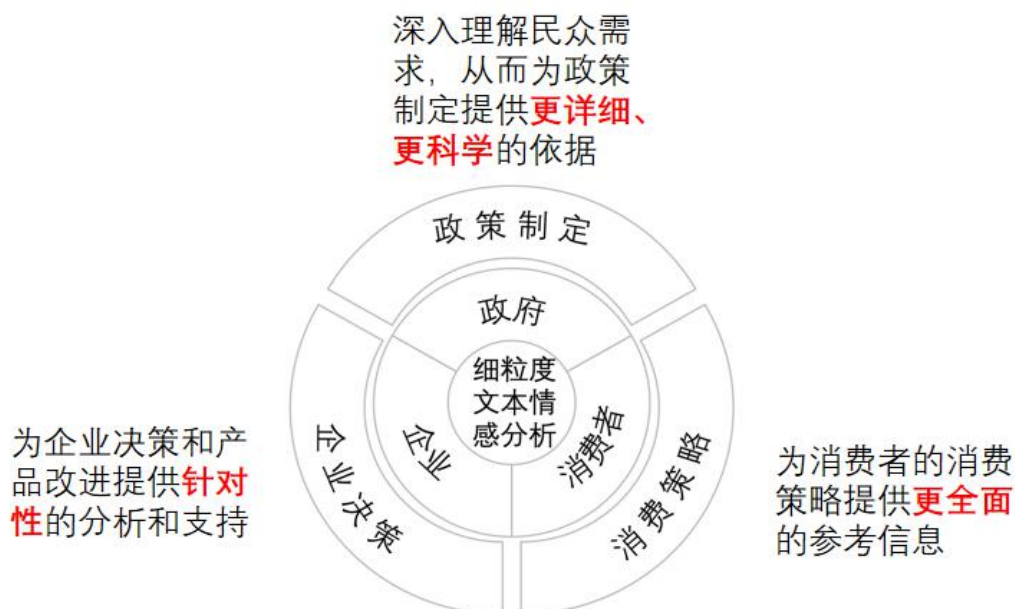 深入理解民众需
求，从而为政策
制定提供更详细、
更科学的依据
政策制定
政府
细粒度
文本情
感分析
企业
消费者
企业决策
消费策略
为企业决策和产
品改进提供针对
性的分析和支持
为消费者的消费
策略提供更全面
的参考信息